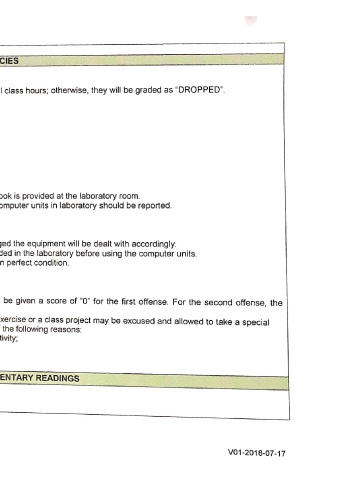 CIES
l class hours; otherwise, they will be graded as "DROPPED".
ook is provided at the laboratory room.
omputer units in laboratory should be reported.
ged the equipment will be dealt with accordingly.
ded in the laboratory before using the computer units.
n perfect condition.
be given a score of "0" for the first offense. For the second offense, the
xercise or a class project may be excused and allowed to take a special
the following reasons:
tivity;
ENTARY READINGS
V01-2018-07-17